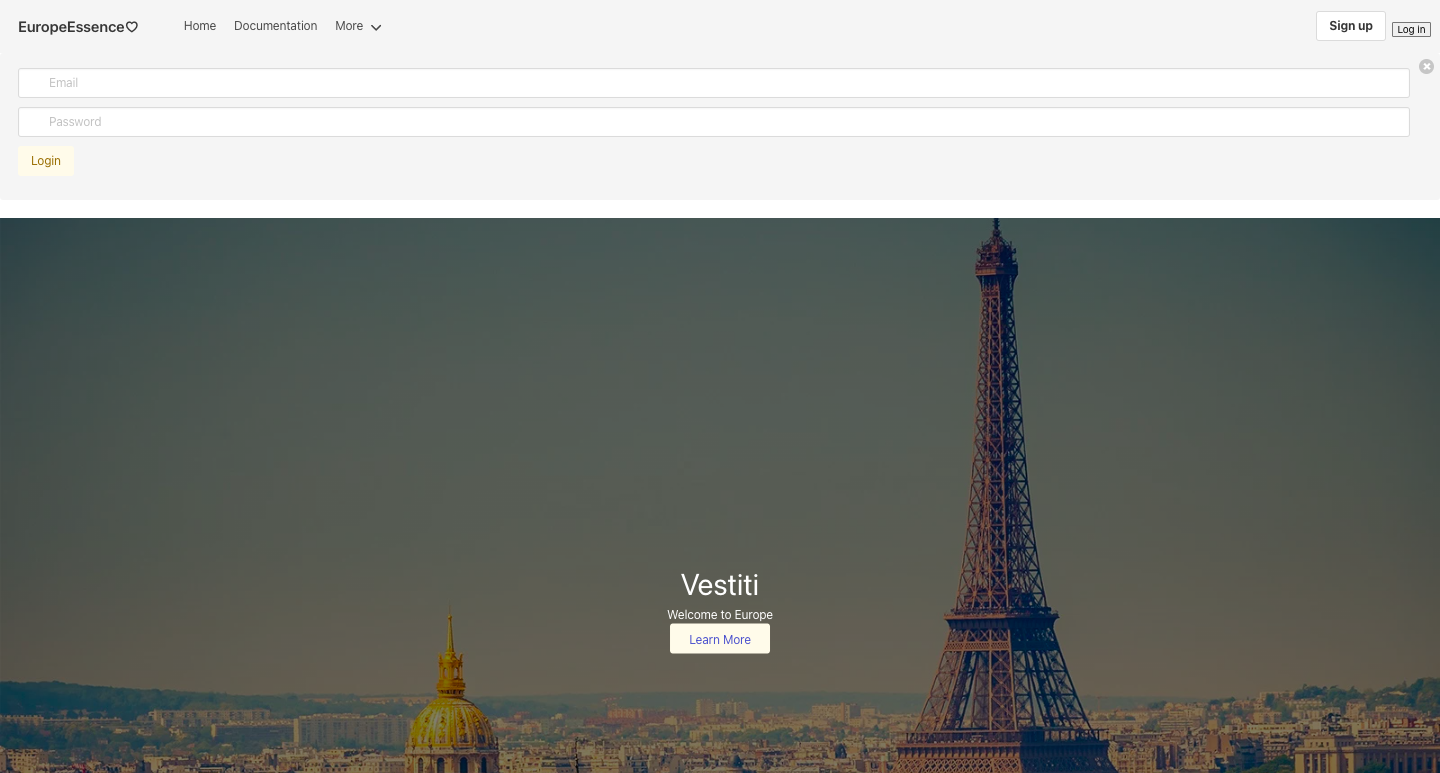 EuropeEssence♡ Home Documentation More Sign up Log in
Email
Password
Login
Vestiti
Welcome to Europe
Learn More